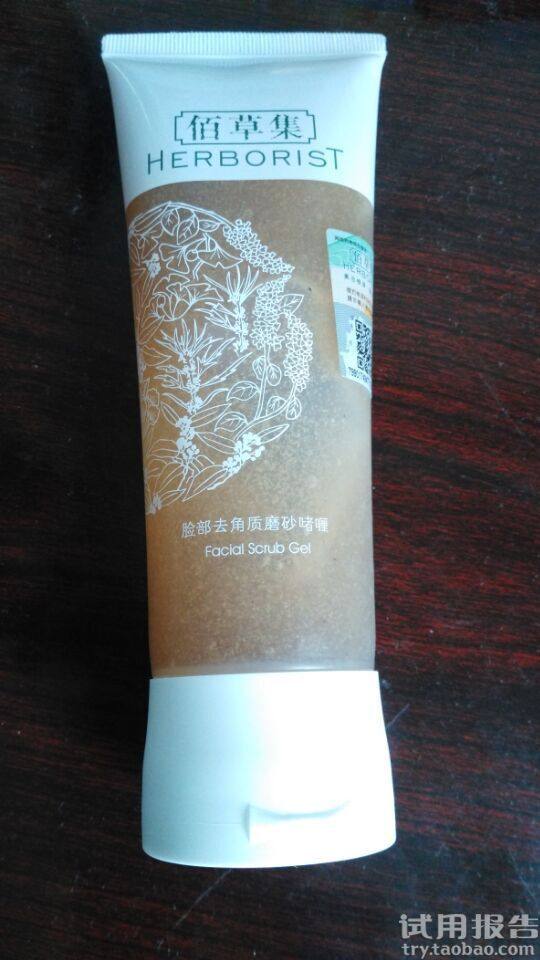 佰草集
HERBORIST
脸部去角质磨砂啫喱
Facial Scrub Gel
试用报告
try.taobao.com